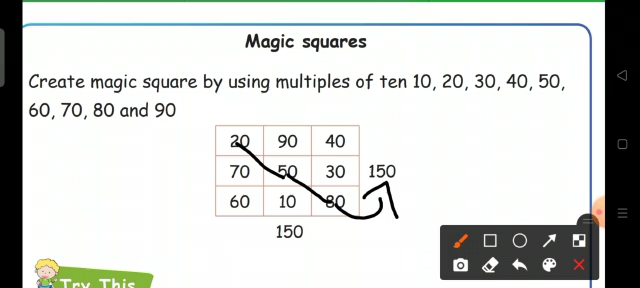 Magic squares
Create magic square by using multiples of ten 10, 20, 30, 40, 50,
60, 70, 80 and 90
20 90 40
70 50 30 150
60 10 80
150
Try This